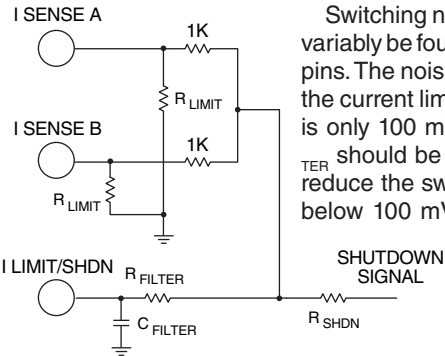 I SENSE A
1K
R LIMIT
I SENSE B
1K
R LIMIT
I LIMIT/SHDN
R FILTER
C FILTER
SHUTDOWN
SIGNAL
R SHDN
Switching n
variably be fou
pins. The nois
the current lim
is only 100 m
TER should be
reduce the sw
below 100 mV